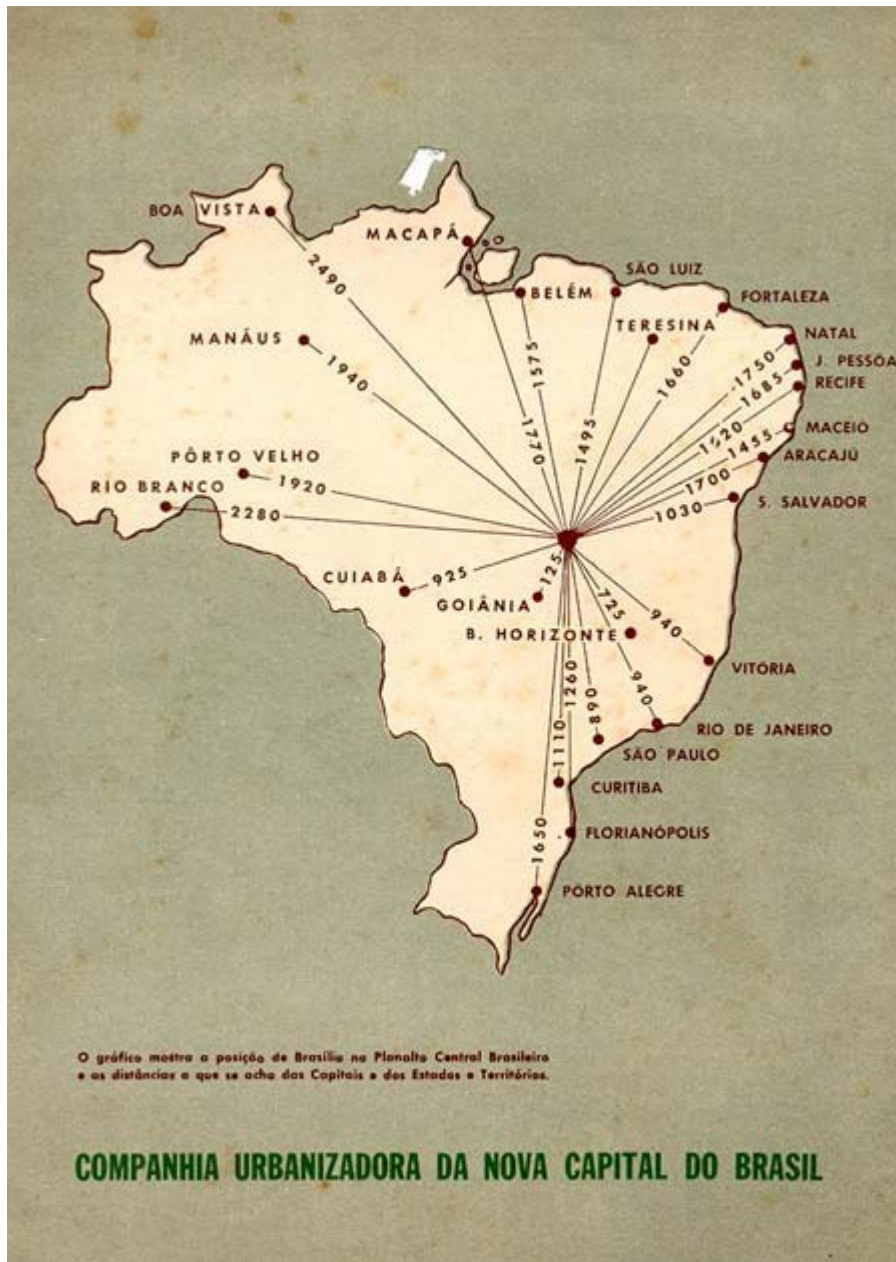 BOA VISTA
MACAPÁ
2490
SÃO LUIZ
BELÉM
FORTALEZA
TERESINA
MANÁUS
NATAL
1940
1575
1660
1750
J. PESSÔA
1685
RECIFE
1770
1495
MACEIO
1455
PÔRTO VELHO
ARACAJÚ
1920
1700
RIO BRANCO
2280
1030
S. SALVADOR
CUIABÁ
925
125
GOIÂNIA
725
940
B. HORIZONTE
VITÓRIA
1260
940
890
RIO DE JANEIRO
1110
SÃO PAULO
CURITIBA
1650
FLORIANÓPOLIS
PÔRTO ALEGRE
O gráfico mostra a posição de Brasília no Planalto Central Brasileiro
e as distâncias a que se acha das Capitais e dos Estados e Territórios.
COMPANHIA URBANIZADORA DA NOVA CAPITAL DO BRASIL